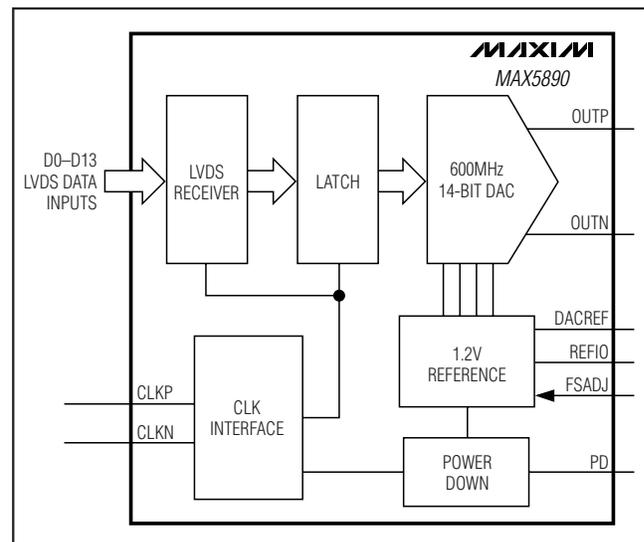 MAXIM
MAX5890
D0–D13
LVDS DATA
INPUTS
LVDS
RECEIVER
LATCH
600MHz
14-BIT DAC
OUTP
OUTN
DACREF
REFIO
FSADJ
1.2V
REFERENCE
CLKP
CLKN
CLK
INTERFACE
POWER
DOWN
PD